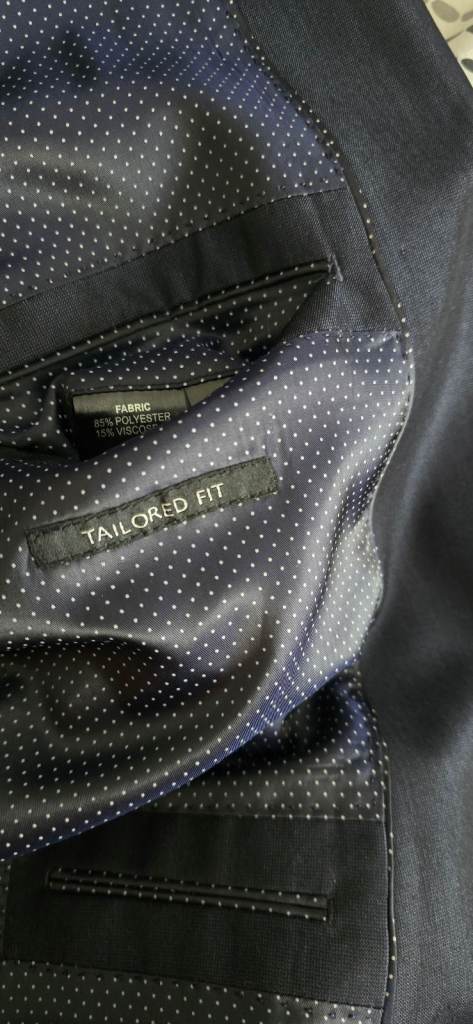 FABRIC
85% POLYESTER
15% VISCOSE
TAILORED FIT